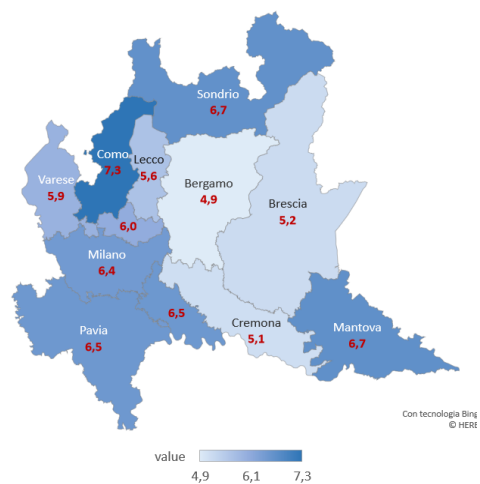 Sondrio
6,7
Como
7,3
Lecco
5,6
Varese
5,9
Bergamo
4,9
Brescia
5,2
6,0
Milano
6,4
6,5
Cremona
5,1
Mantova
6,7
Pavia
6,5
Con tecnologia Bing
© HERE
value
4,9 6,1 7,3